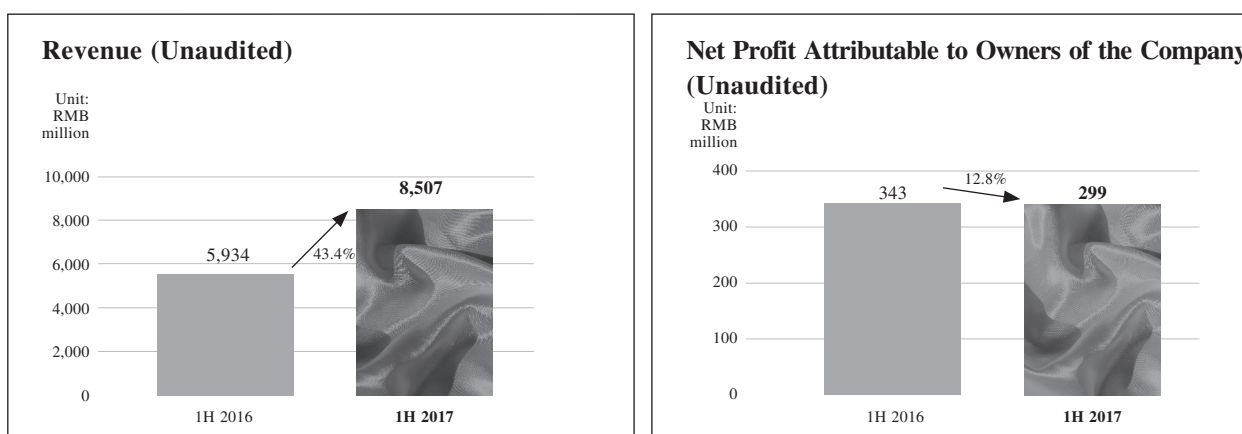 Revenue (Unaudited)
Unit:
RMB
million
10,000
8,000
6,000
4,000
2,000
0
5,934
43.4%
8,507
1H 2016
1H 2017
Net Profit Attributable to Owners of the Company
(Unaudited)
Unit:
RMB
million
400
300
200
100
0
343
12.8%
299
1H 2016
1H 2017